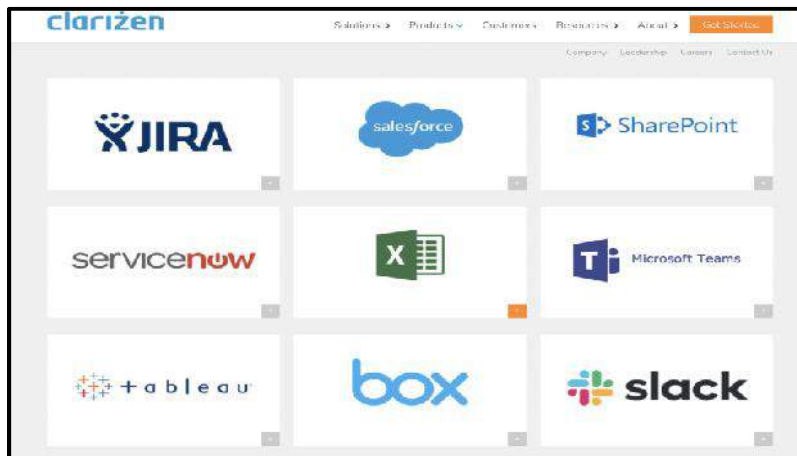 clarizen
Solutions Products Customers Resources About Get Started
Company Leadership Careers Contact Us
JIRA salesforce S SharePoint
servicenow X T Microsoft Teams
tableau box slack